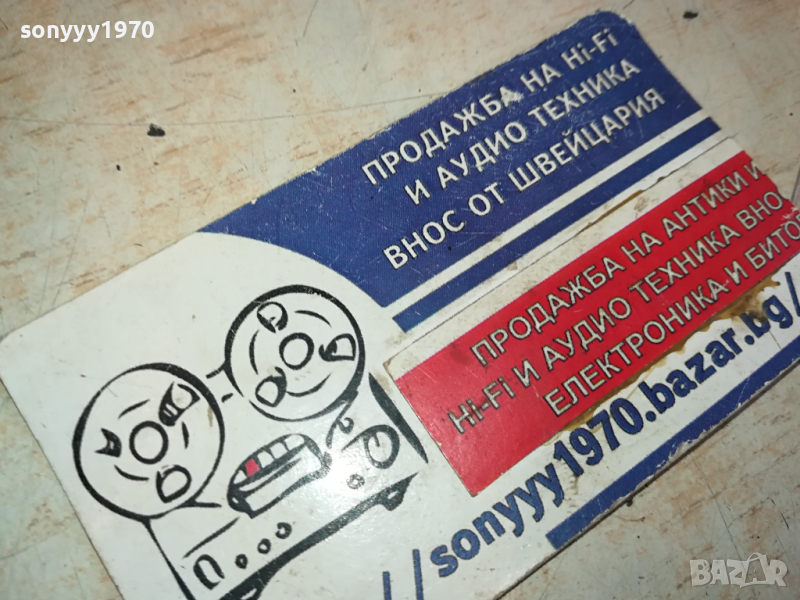 sonyyy1970
ПРОДАЖБА НА Hi-Fi
И АУДИО ТЕХНИКА
ВНОС ОТ ШВЕЙЦАРИЯ
ПРОДАЖБА НА АНТИКИ И
Hi-Fi И АУДИО ТЕХНИКА ВНО
ЕЛЕКТРОНИКА И БИТО
//sonyyy1970.bazar.bg/
BAZAR